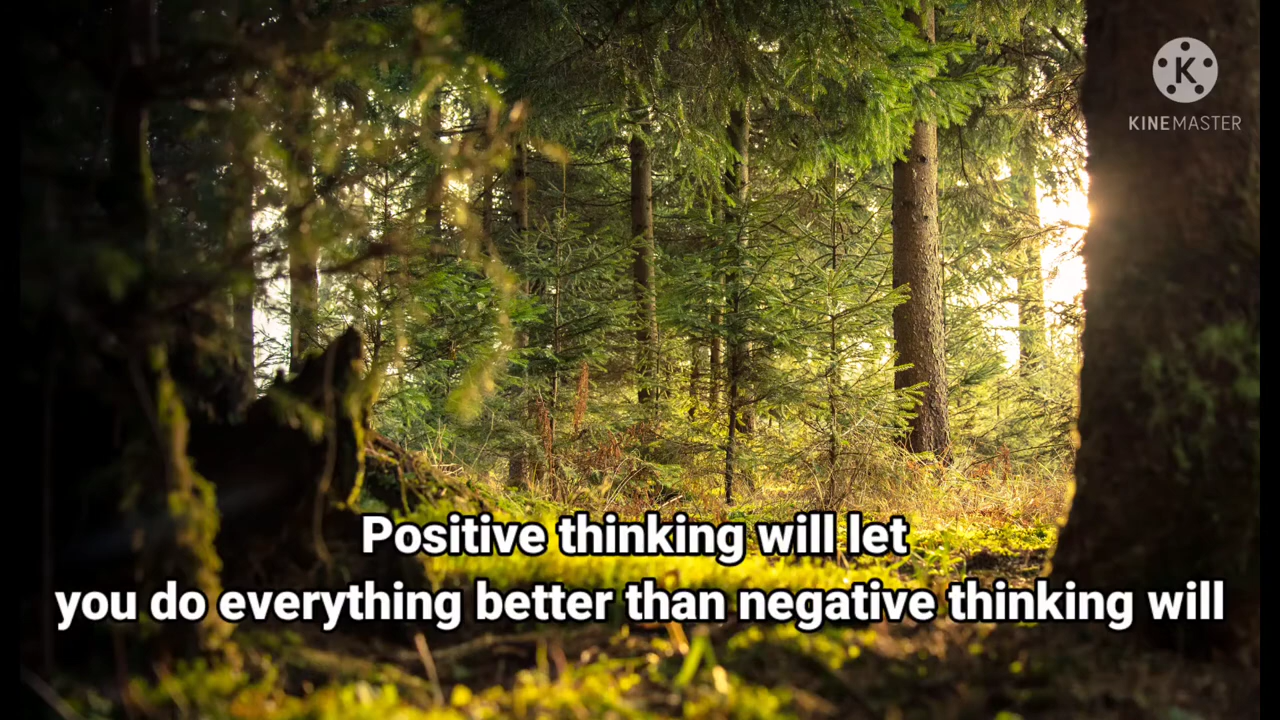 K
KINEMASTER
Positive thinking will let
you do everything better than negative thinking will